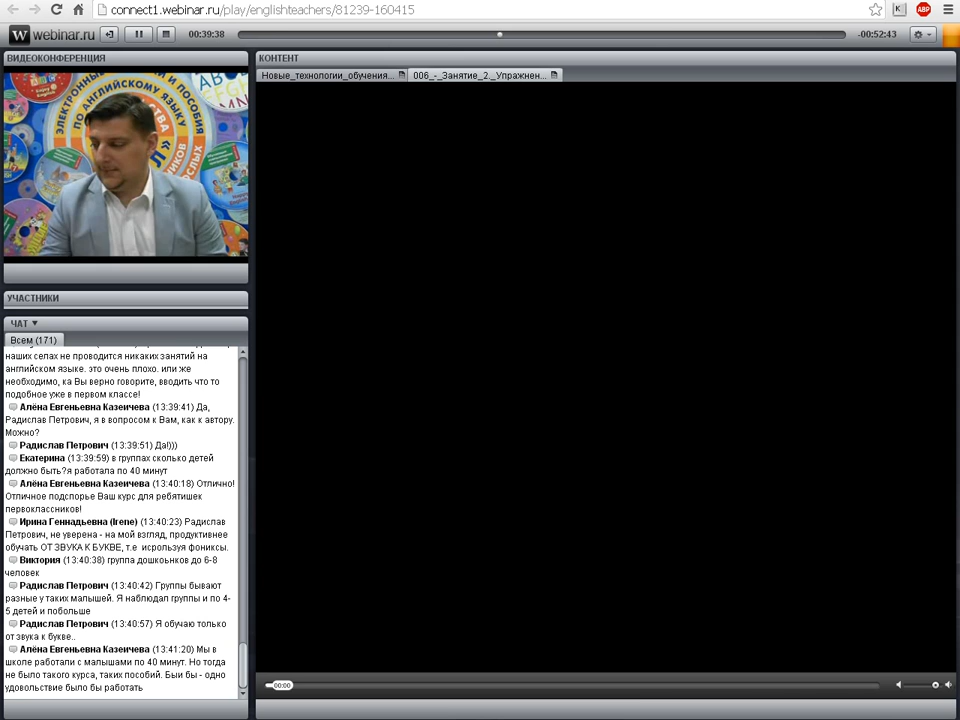 connect1.webinar.ru/play/englishteachers/81239-160415
K
ABP
W webinar.ru
00:39:38
-00:52:43
ВИДЕОКОНФЕРЕНЦИЯ
КОНТЕНТ
Новые_технологии_обучения...
006_-_Занятие_2._Упражнен...
ЭЛЕКТРОННЫЕ
И ПОСОБИЯ
ПО АНГЛИЙСКОМУ ЯЗЫКУ
УЧАСТНИКИ
ЧАТ
Всем (171)
наших селах не проводится никаких занятий на
английском языке. это очень плохо. или же
необходимо, ка Вы верно говорите, вводить что то
подобное уже в первом классе!
Алёна Евгеньевна Казеичева (13:39:41) Да,
Радислав Петрович, я в вопросом к Вам, как к автору.
Можно?
Радислав Петрович (13:39:51) Да!)))
Екатерина (13:39:59) в группах сколько детей
должно быть?я работала по 40 минут
Алёна Евгеньевна Казеичева (13:40:18) Отлично!
Отличное подспорье Ваш курс для ребятишек
первоклассников!
Ирина Геннадьевна (Irene) (13:40:23) Радислав
Петрович, не уверена - на мой взгляд, продуктивнее
обучать ОТ ЗВУКА К БУКВЕ, т.е исрользуя фониксы.
Виктория (13:40:38) группа дошкоьнков до 6-8
человек
Радислав Петрович (13:40:42) Группы бывают
разные у таких малышей. Я наблюдал группы и по 4-
5 детей и побольше
Радислав Петрович (13:40:57) Я обучаю только
от звука к букве..
Алёна Евгеньевна Казеичева (13:41:20) Мы в
школе работали с малышами по 40 минут. Но тогда
не было такого курса, таких пособий. Быи бы - одно
удовольствие было бы работать
00:00